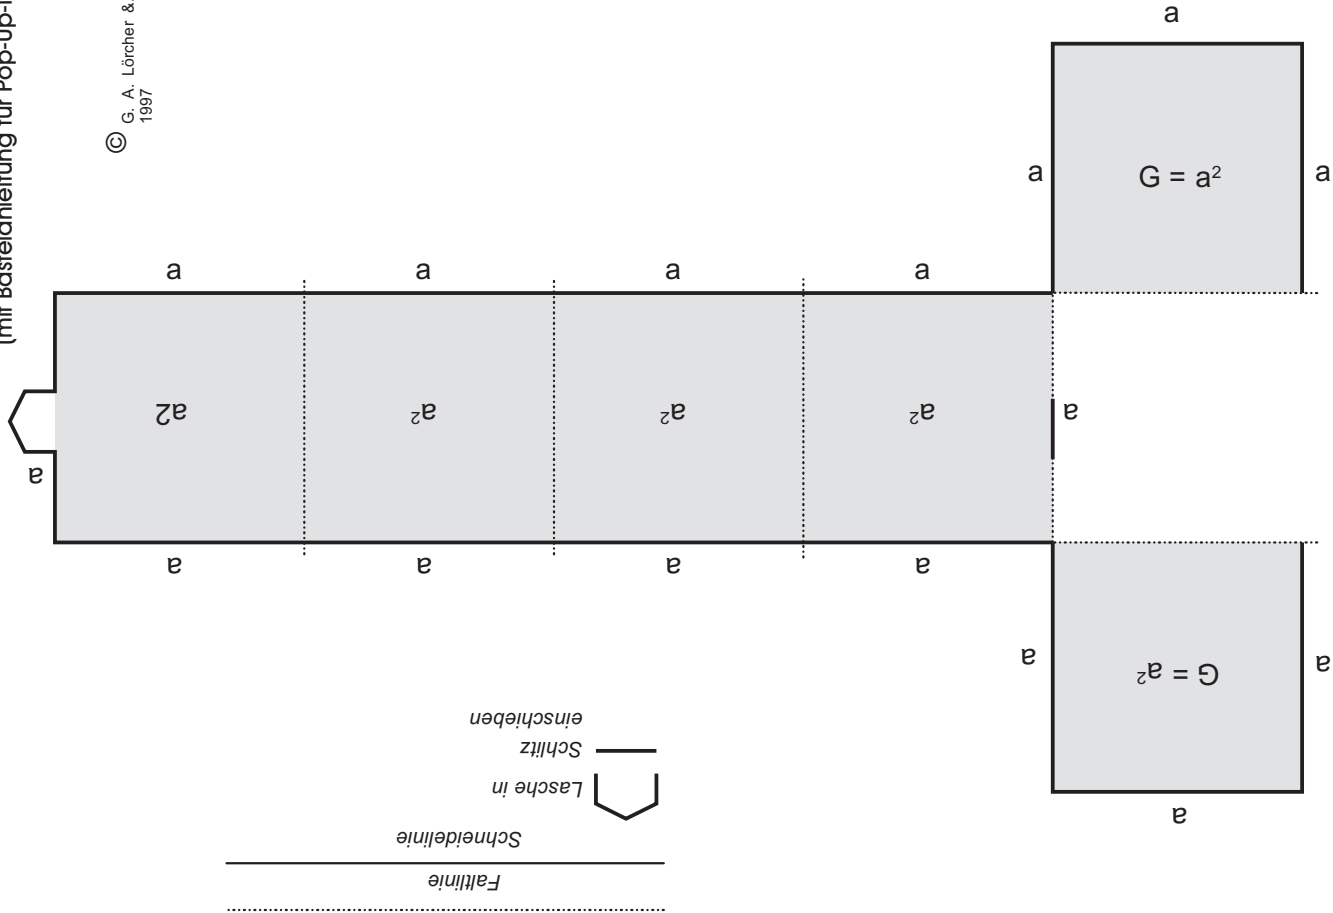 (mit Bastelanleitung für Pop-up-
© G. A. Lörcher &
1997
a
a
G = a²
a
a
a
a
a
a2
a²
a²
a²
a
a
a
a
a
a
a
G = a²
a
a
Lasche in
Schlitz
einschieben
Schneidelinie
Faltlinie